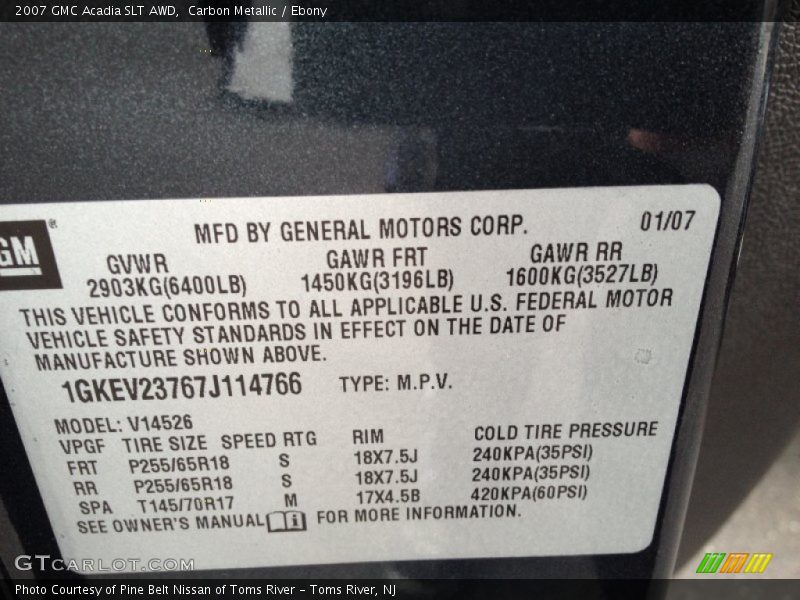 2007 GMC Acadia SLT AWD, Carbon Metallic / Ebony
GM®
MFD BY GENERAL MOTORS CORP. 01/07
GVWR GAWR FRT GAWR RR
2903KG(6400LB) 1450KG(3196LB) 1600KG(3527LB)
THIS VEHICLE CONFORMS TO ALL APPLICABLE U.S. FEDERAL MOTOR
VEHICLE SAFETY STANDARDS IN EFFECT ON THE DATE OF
MANUFACTURE SHOWN ABOVE.
1GKEV23767J114766 TYPE: M.P.V.
MODEL: V14526
VPGF TIRE SIZE SPEED RTG RIM COLD TIRE PRESSURE
FRT P255/65R18 S 18X7.5J 240KPA(35PSI)
RR P255/65R18 S 18X7.5J 240KPA(35PSI)
SPA T145/70R17 M 17X4.5B 420KPA(60PSI)
SEE OWNER'S MANUAL FOR MORE INFORMATION.
GTCARLOT.COM
Photo Courtesy of Pine Belt Nissan of Toms River – Toms River, NJ